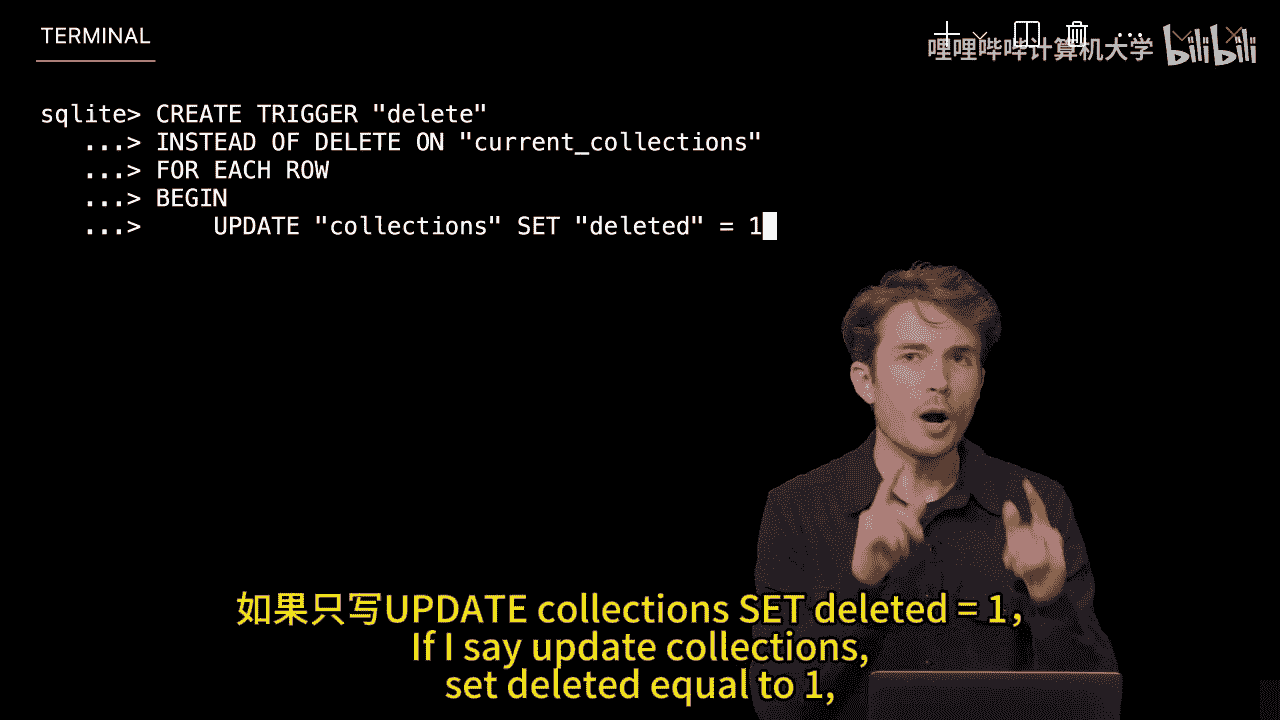 TERMINAL
哔哩哔哩计算机大学 bilibili
sqlite> CREATE TRIGGER "delete"
...> INSTEAD OF DELETE ON "current_collections"
...> FOR EACH ROW
...> BEGIN
...> UPDATE "collections" SET "deleted" = 1
如果只写UPDATE collections SET deleted = 1，
If I say update collections,
set deleted equal to 1,